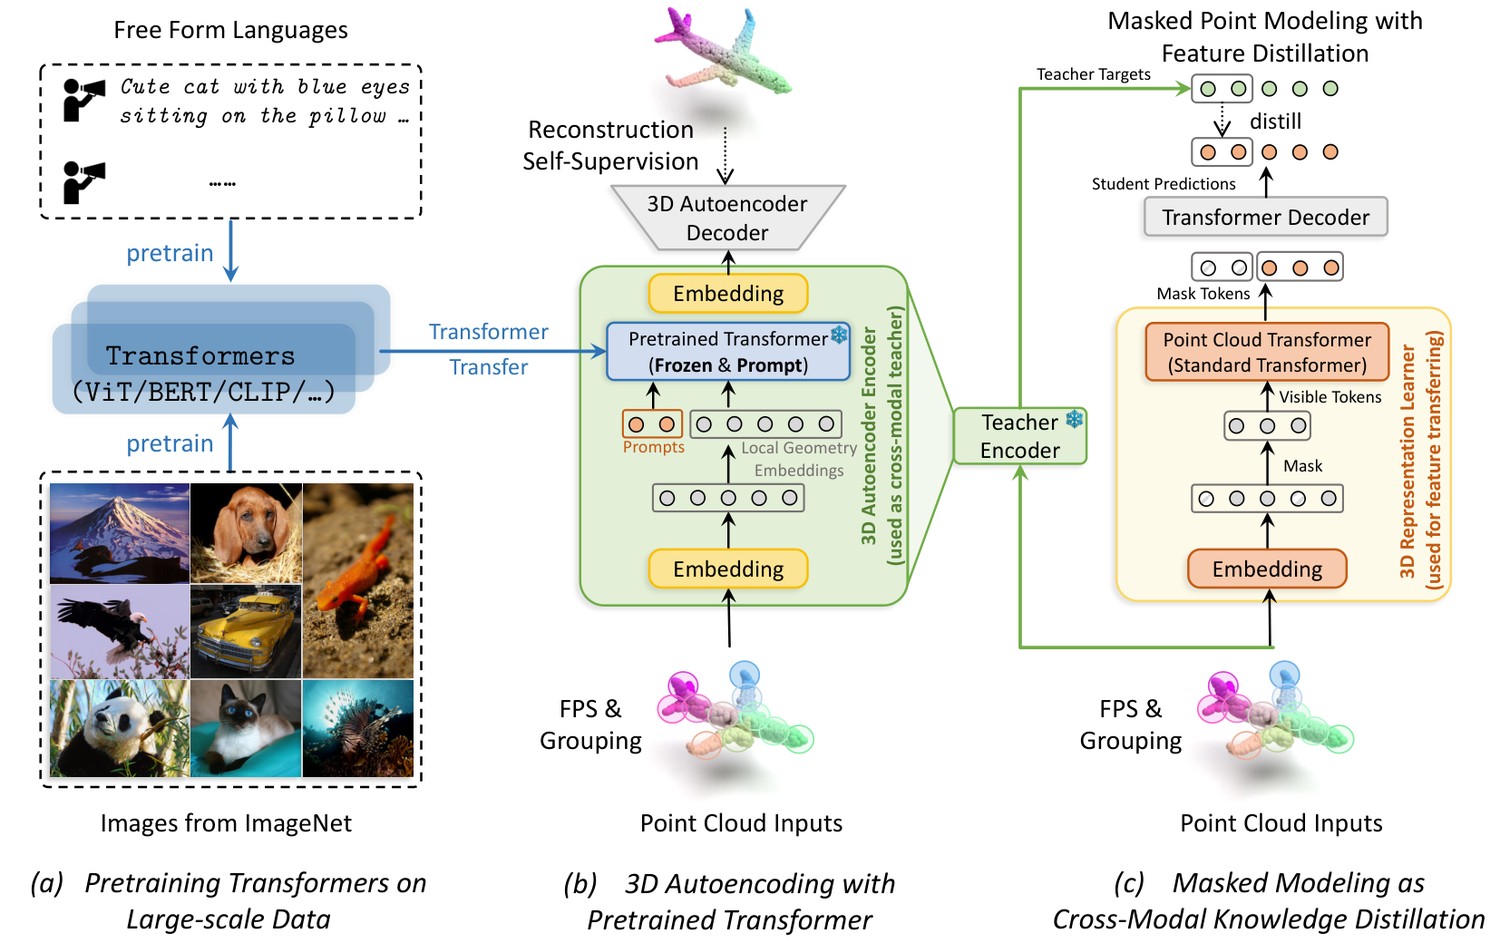 Free Form Languages
Cute cat with blue eyes
sitting on the pillow …
……
pretrain
Transformers
(ViT/BERT/CLIP/…)
pretrain
Images from ImageNet
(a) Pretraining Transformers on
Large-scale Data
Transformer
Transfer
Reconstruction
Self-Supervision
3D Autoencoder
Decoder
Embedding
Pretrained Transformer
(Frozen & Prompt)
Prompts
Local Geometry
Embeddings
Embedding
3D Autoencoder Encoder
(used as cross-modal teacher)
FPS &
Grouping
Point Cloud Inputs
(b) 3D Autoencoding with
Pretrained Transformer
Teacher
Encoder
Masked Point Modeling with
Feature Distillation
Teacher Targets
distill
Student Predictions
Transformer Decoder
Mask Tokens
Point Cloud Transformer
(Standard Transformer)
Visible Tokens
Mask
Embedding
3D Representation Learner
(used for feature transferring)
FPS &
Grouping
Point Cloud Inputs
(c) Masked Modeling as
Cross-Modal Knowledge Distillation